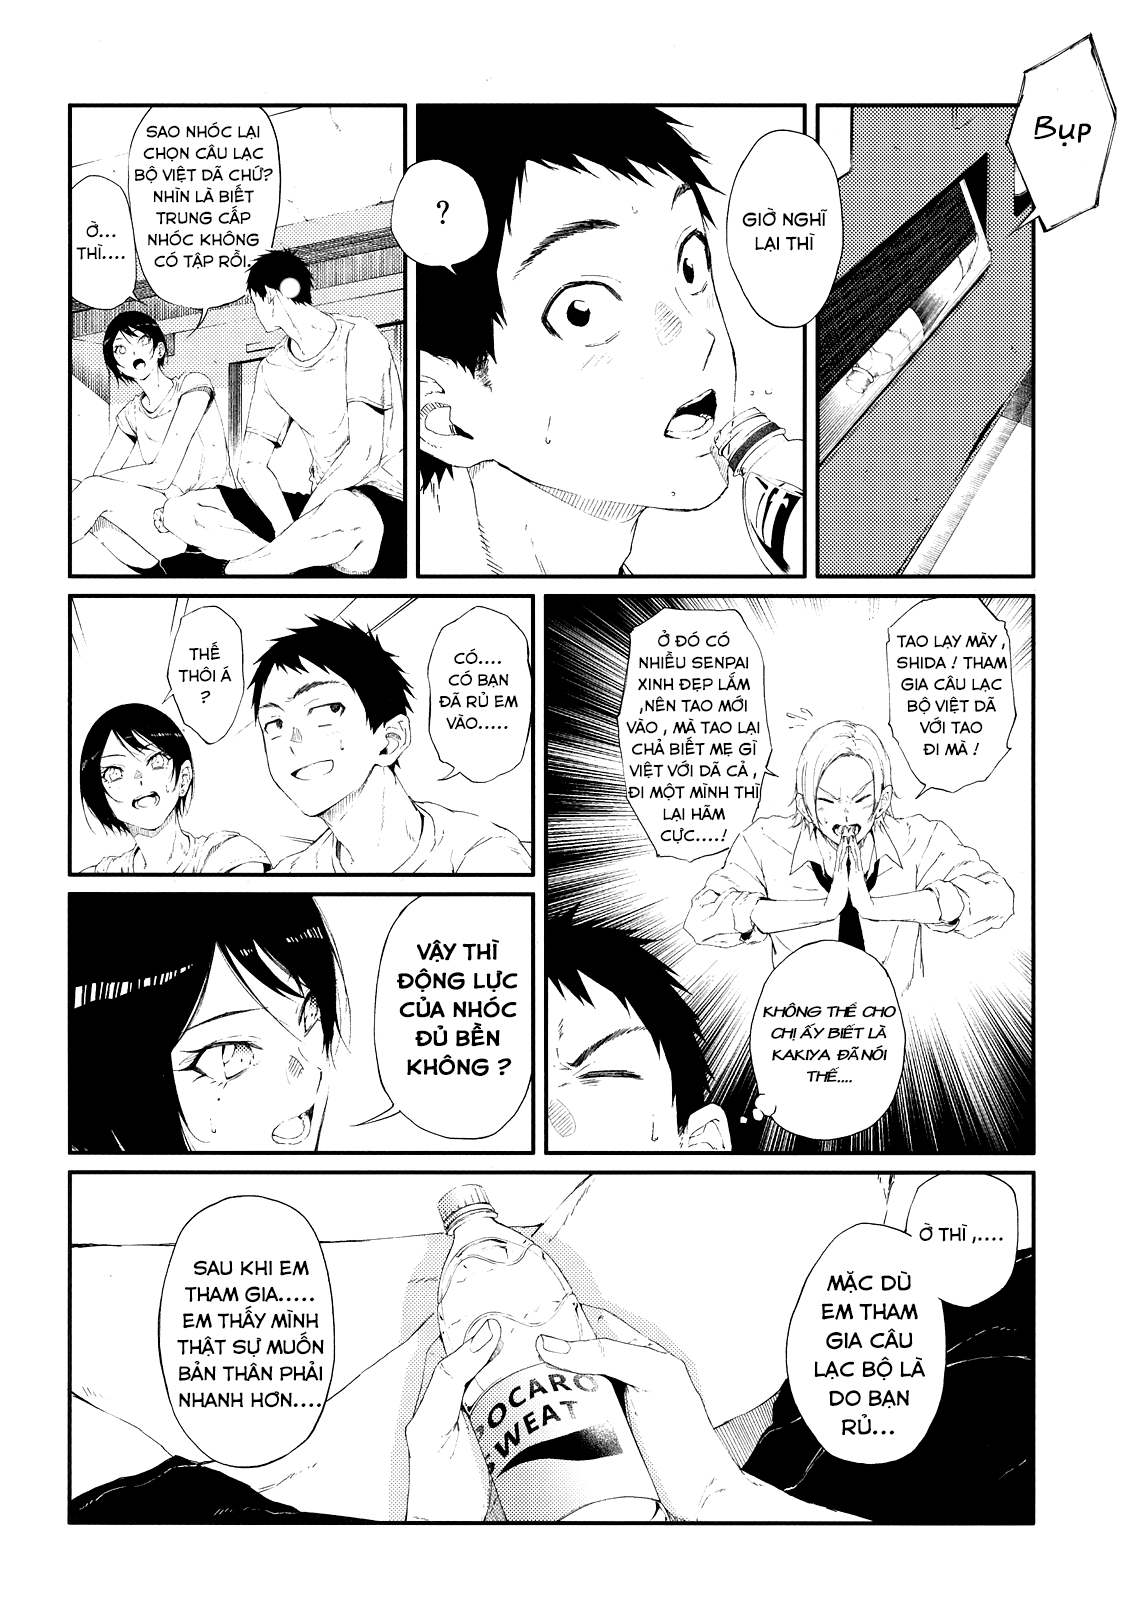 Bụp
GIỜ NGHĨ
LẠI THÌ
?
SAO NHÓC LẠI
CHỌN CÂU LẠC
BỘ VIỆT DÃ CHỨ?
NHÌN LÀ BIẾT
TRUNG CẤP
NHÓC KHÔNG
CÓ TẬP RỒI.
Ờ...
THÌ....
TAO LẠY MÀY ,
SHIDA ! THAM
GIA CÂU LẠC
BỘ VIỆT DÃ
VỚI TAO
ĐI MÀ !
Ở ĐÓ CÓ
NHIỀU SENPAI
XINH ĐẸP LẮM
,NÊN TAO MỚI
VÀO , MÀ TAO LẠI
CHẢ BIẾT MẸ GÌ
VIỆT VỚI DÃ CẢ ,
ĐI MỘT MÌNH THÌ
LẠI HÃM
CỰC....!
KHÔNG THỂ CHO
CHỊ ẤY BIẾT LÀ
KAKIYA ĐÃ NÓI
THẾ....
CÓ....
CÓ BẠN
ĐÃ RỦ EM
VÀO.....
THẾ
THÔI Á
?
VẬY THÌ
ĐỘNG LỰC
CỦA NHÓC
ĐỦ BỀN
KHÔNG ?
Ờ THÌ ,....
MẶC DÙ
EM THAM
GIA CÂU
LẠC BỘ LÀ
DO BẠN
RỦ...
SAU KHI EM
THAM GIA.....
EM THẤY MÌNH
THẬT SỰ MUỐN
BẢN THÂN PHẢI
NHANH HƠN....
POCARO
SWEAT